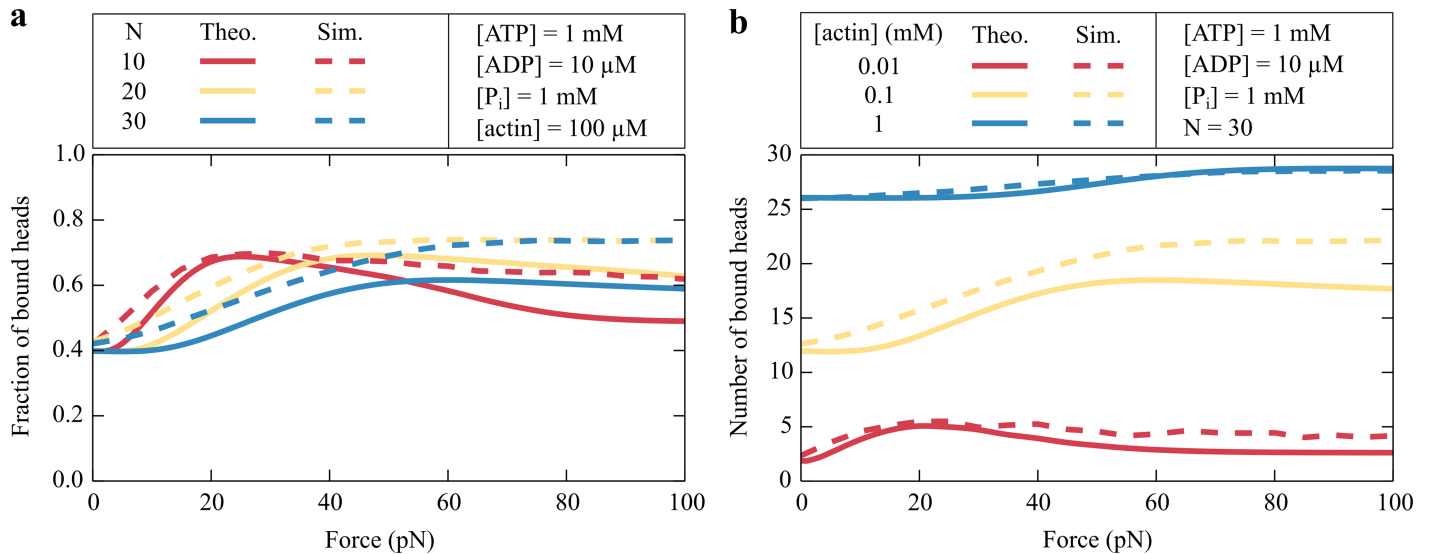 a
N Theo. Sim.
10
20
30
[ATP] = 1 mM
[ADP] = 10 µM
[Pi] = 1 mM
[actin] = 100 µM
Fraction of bound heads
1.0
0.8
0.6
0.4
0.2
0.0
0 20 40 60 80 100
Force (pN)
b
[actin] (mM) Theo. Sim.
0.01
0.1
1
[ATP] = 1 mM
[ADP] = 10 µM
[Pi] = 1 mM
N = 30
Number of bound heads
30
25
20
15
10
5
0
0 20 40 60 80 100
Force (pN)